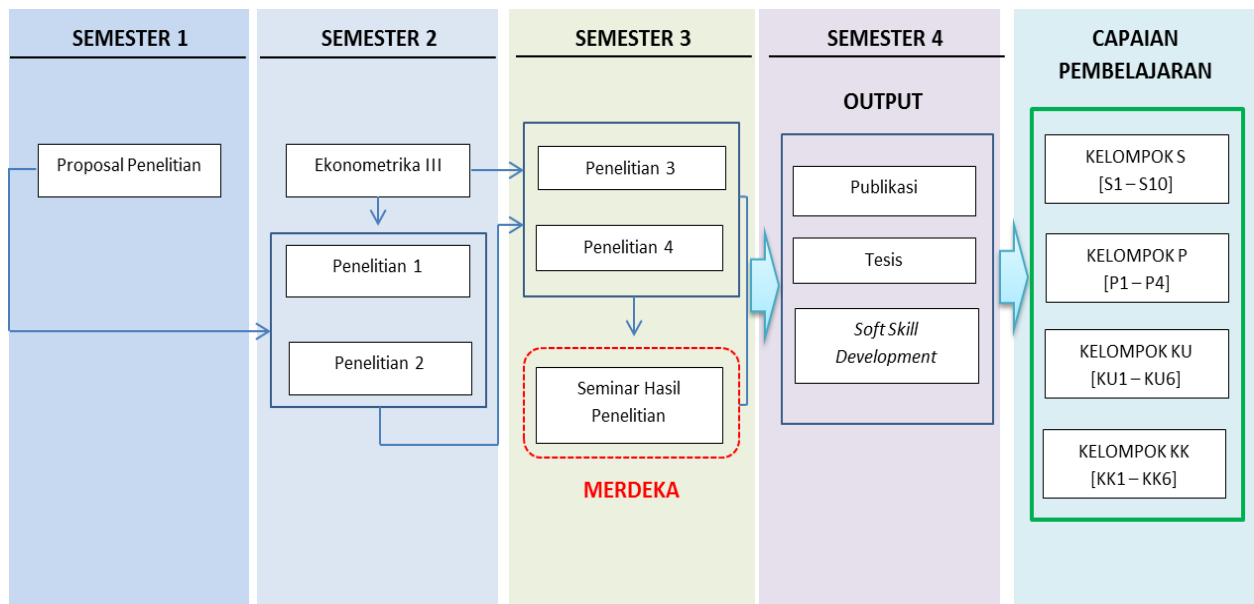 SEMESTER 1
Proposal Penelitian
SEMESTER 2
Ekonometrika III
Penelitian 1
Penelitian 2
SEMESTER 3
Penelitian 3
Penelitian 4
Seminar Hasil
Penelitian
MERDEKA
SEMESTER 4
OUTPUT
Publikasi
Tesis
Soft Skill
Development
CAPAIAN
PEMBELAJARAN
KELOMPOK S
[S1 – S10]
KELOMPOK P
[P1 – P4]
KELOMPOK KU
[KU1 – KU6]
KELOMPOK KK
[KK1 – KK6]